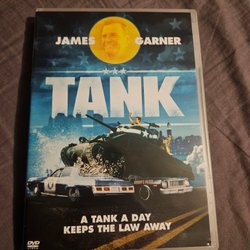 JAMES GARNER
TANK
A TANK A DAY
KEEPS THE LAW AWAY
DVD